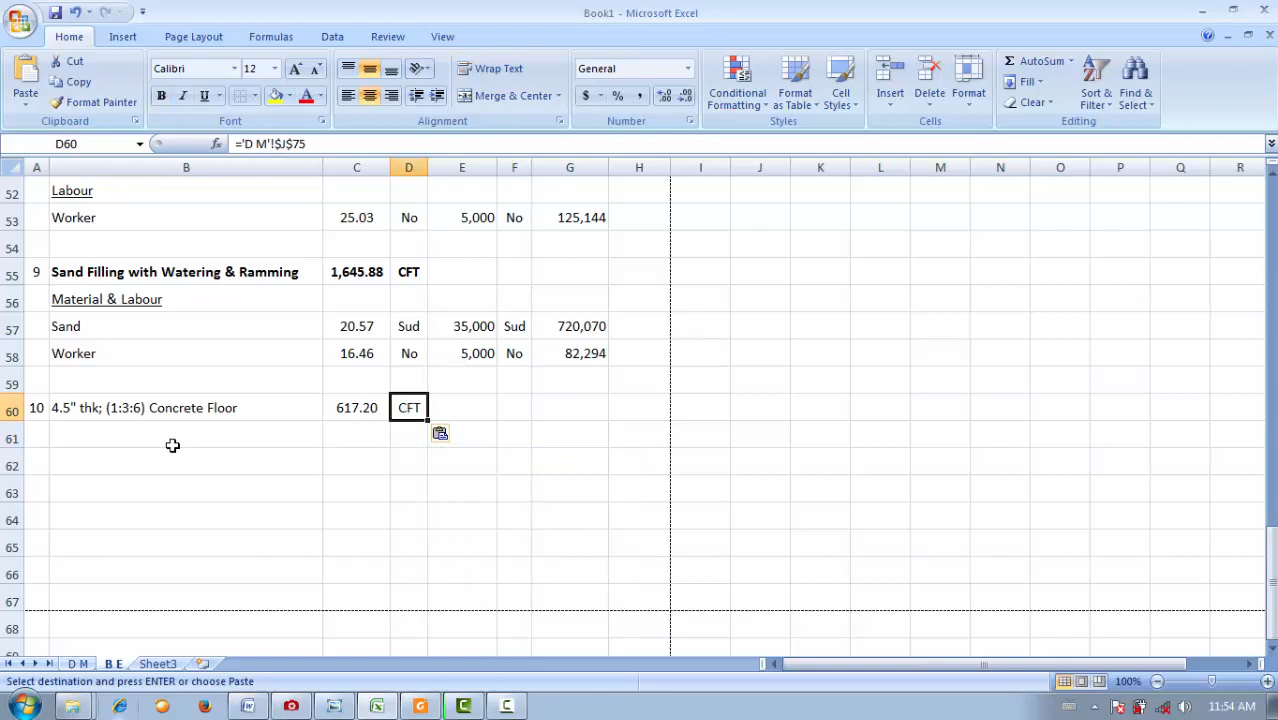 Book1 - Microsoft Excel
Home Insert Page Layout Formulas Data Review View
Paste Cut Copy Format Painter Clipboard
Calibri 12 A A B I U A Font
Wrap Text Merge & Center Alignment
General $ % , Number
Conditional Formatting Format as Table Cell Styles Styles
Insert Delete Format Cells
Σ AutoSum Fill Clear Sort & Filter Find & Select Editing
D60 fx ='D M'!$J$75
A B C D E F G H I J K L M N O P Q R
52 Labour
53 Worker 25.03 No 5,000 No 125,144
54
55 9 Sand Filling with Watering & Ramming 1,645.88 CFT
56 Material & Labour
57 Sand 20.57 Sud 35,000 Sud 720,070
58 Worker 16.46 No 5,000 No 82,294
59
60 10 4.5" thk; (1:3:6) Concrete Floor 617.20 CFT
61
62
63
64
65
66
67
68
D M B E Sheet3
Select destination and press ENTER or choose Paste 100%
11:54 AM